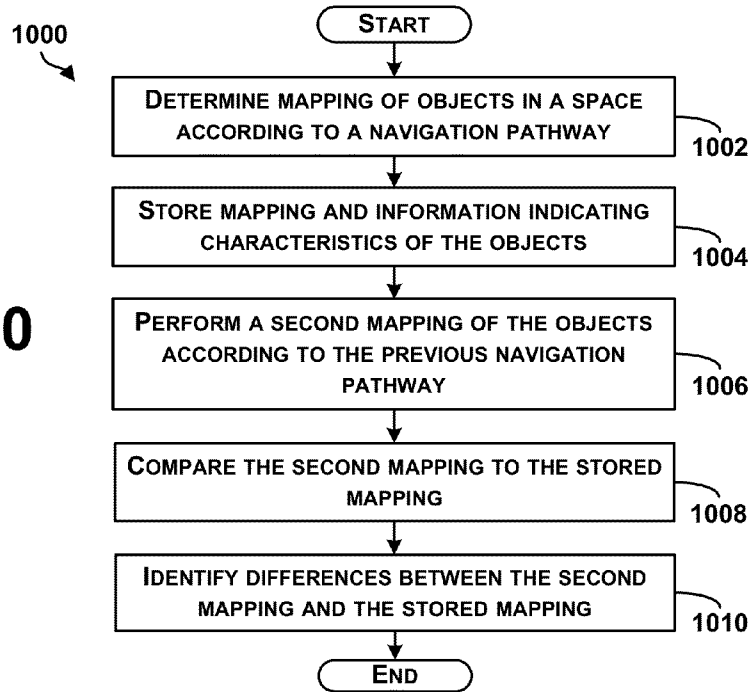 START
1000
DETERMINE MAPPING OF OBJECTS IN A SPACE
ACCORDING TO A NAVIGATION PATHWAY
1002
STORE MAPPING AND INFORMATION INDICATING
CHARACTERISTICS OF THE OBJECTS
1004
0
PERFORM A SECOND MAPPING OF THE OBJECTS
ACCORDING TO THE PREVIOUS NAVIGATION
PATHWAY
1006
COMPARE THE SECOND MAPPING TO THE STORED
MAPPING
1008
IDENTIFY DIFFERENCES BETWEEN THE SECOND
MAPPING AND THE STORED MAPPING
1010
END